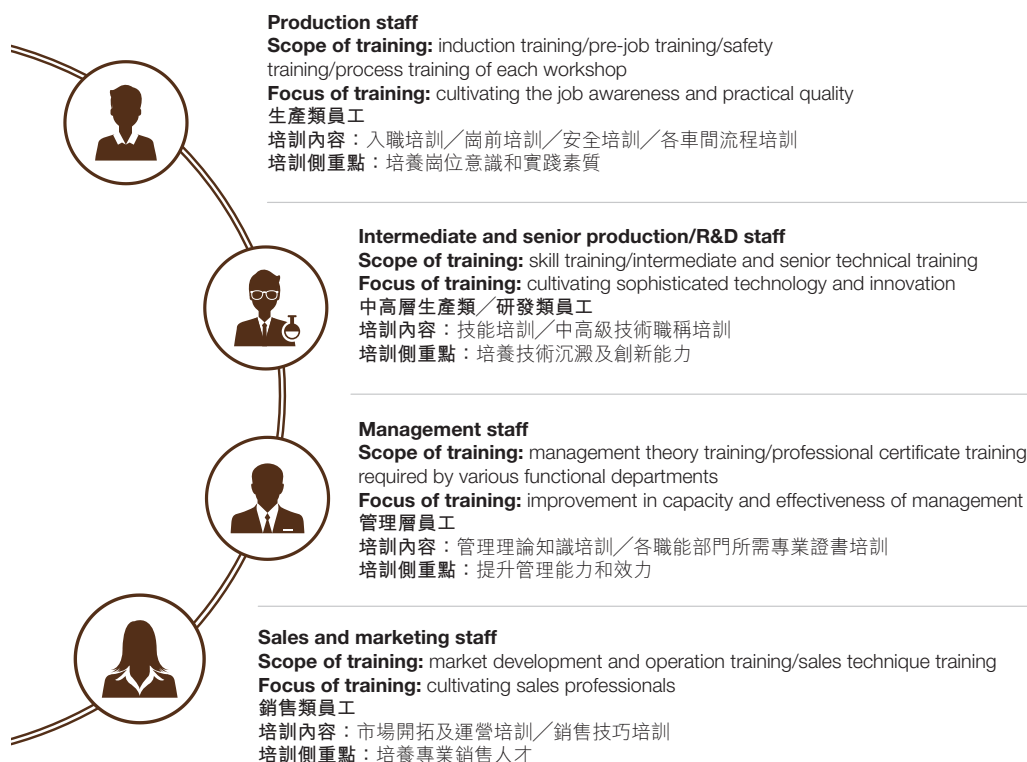 Production staff
Scope of training: induction training/pre-job training/safety
training/process training of each workshop
Focus of training: cultivating the job awareness and practical quality
生產類員工
培訓內容：入職培訓／崗前培訓／安全培訓／各車間流程培訓
培訓側重點：培養崗位意識和實踐素質
Intermediate and senior production/R&D staff
Scope of training: skill training/intermediate and senior technical training
Focus of training: cultivating sophisticated technology and innovation
中高層生產類／研發類員工
培訓內容：技能培訓／中高級技術職稱培訓
培訓側重點：培養技術沉澱及創新能力
Management staff
Scope of training: management theory training/professional certificate training
required by various functional departments
Focus of training: improvement in capacity and effectiveness of management
管理層員工
培訓內容：管理理論知識培訓／各職能部門所需專業證書培訓
培訓側重點：提升管理能力和效力
Sales and marketing staff
Scope of training: market development and operation training/sales technique training
Focus of training: cultivating sales professionals
銷售類員工
培訓內容：市場開拓及運營培訓／銷售技巧培訓
培訓側重點：培養專業銷售人才